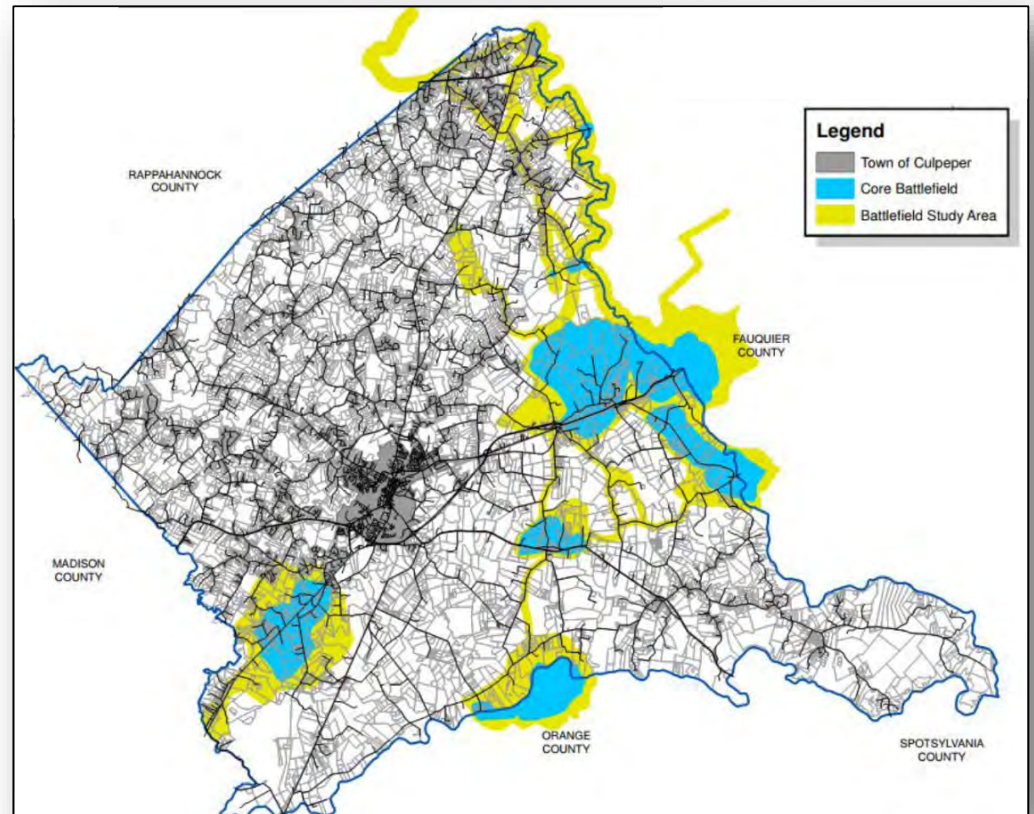 Legend
Town of Culpeper
Core Battlefield
Battlefield Study Area
RAPPAHANNOCK
COUNTY
FAUQUIER
COUNTY
MADISON
COUNTY
ORANGE
COUNTY
SPOTSYLVANIA
COUNTY